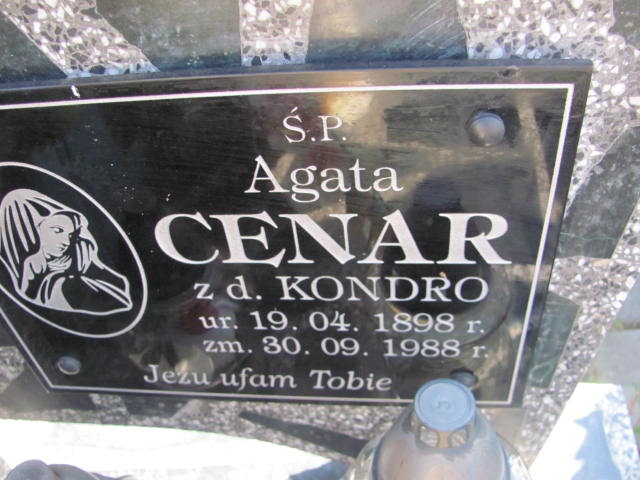 Ś.P.
Agata
CENAR
z d. KONDRO
ur. 19. 04. 1898 r.
zm. 30. 09. 1988 r.
Jezu ufam Tobie